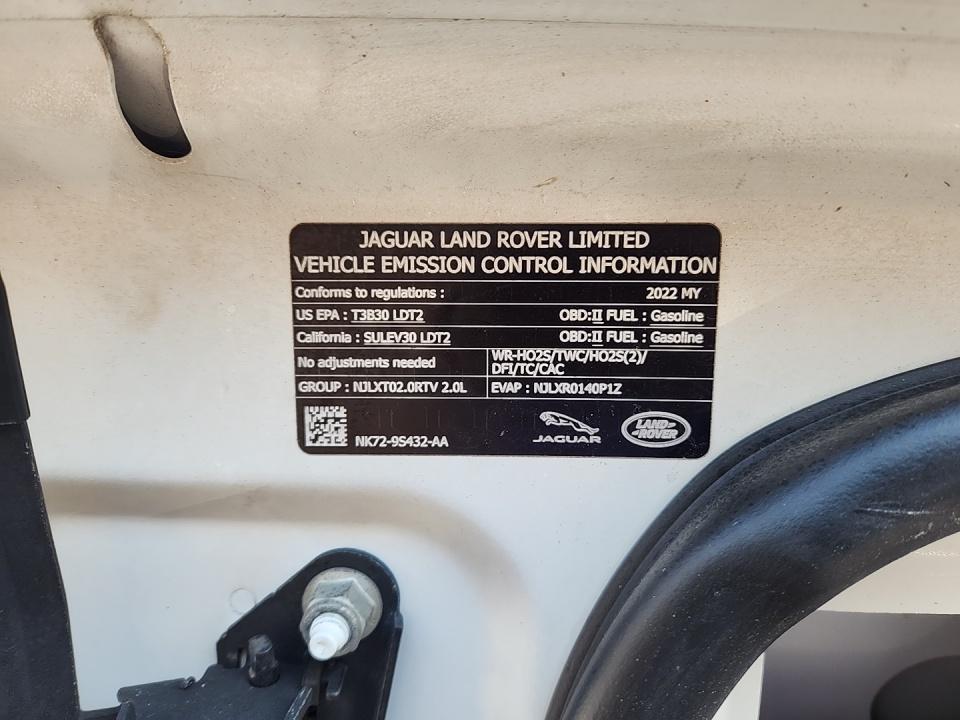 JAGUAR LAND ROVER LIMITED
VEHICLE EMISSION CONTROL INFORMATION
Conforms to regulations : 2022 MY
US EPA : T3B30 LDT2 OBD:II FUEL : Gasoline
California : SULEV30 LDT2 OBD:II FUEL : Gasoline
No adjustments needed WR-HO2S/TWC/HO2S(2)/
DFI/TC/CAC
GROUP : NJLXT02.0RTV 2.0L EVAP : NJLXR0140P1Z
NK72-9S432-AA JAGUAR LAND-
-ROVER